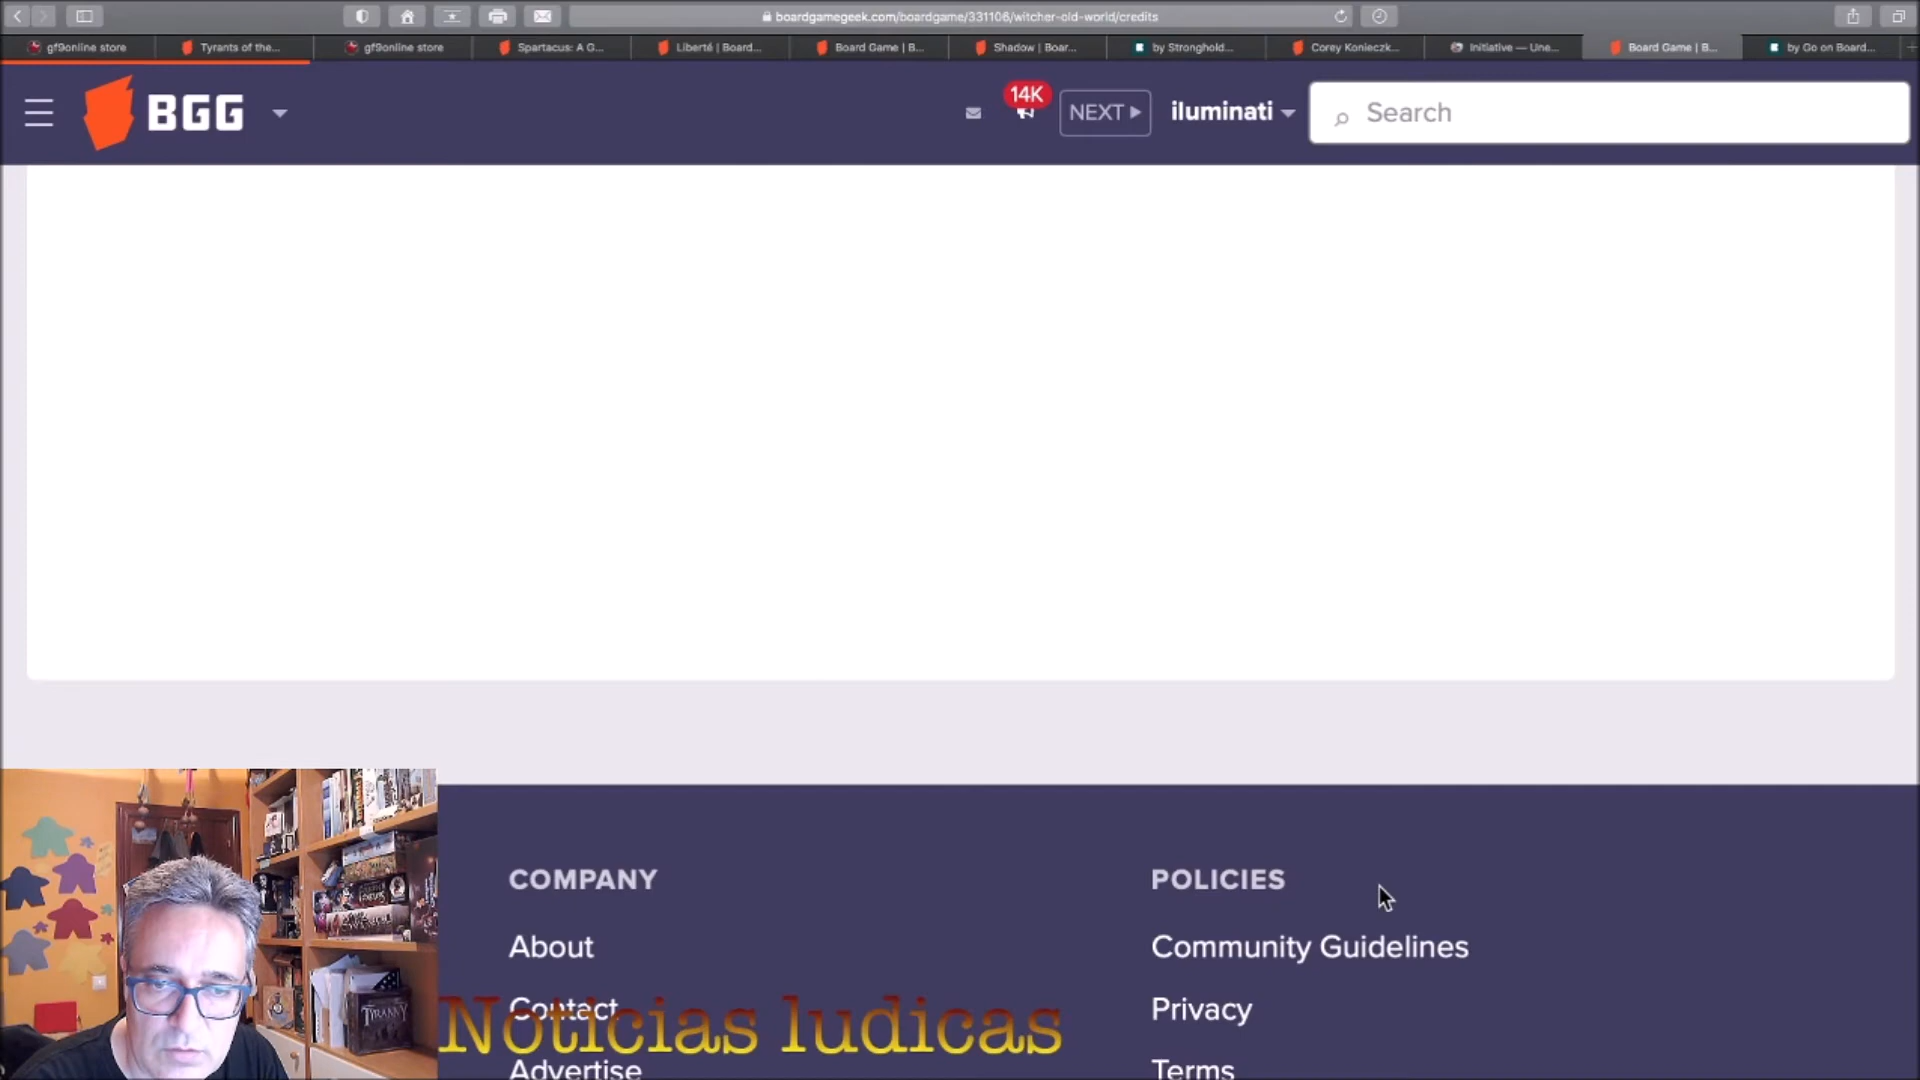 boardgamegeek.com/boardgame/331106/witcher-old-world/credits
gf9online store
Tyrants of the...
gf9online store
Spartacus: A G...
Liberté | Board...
Board Game | B...
Shadow | Boar...
by Stronghold...
Corey Konieczk...
Initiative — Une...
Board Game | B...
by Go on Board...
BGG
14K
NEXT
iluminati
Search
COMPANY
POLICIES
About
Community Guidelines
Contact
Privacy
Noticias ludicas
Advertise
Terms
TYRANNY